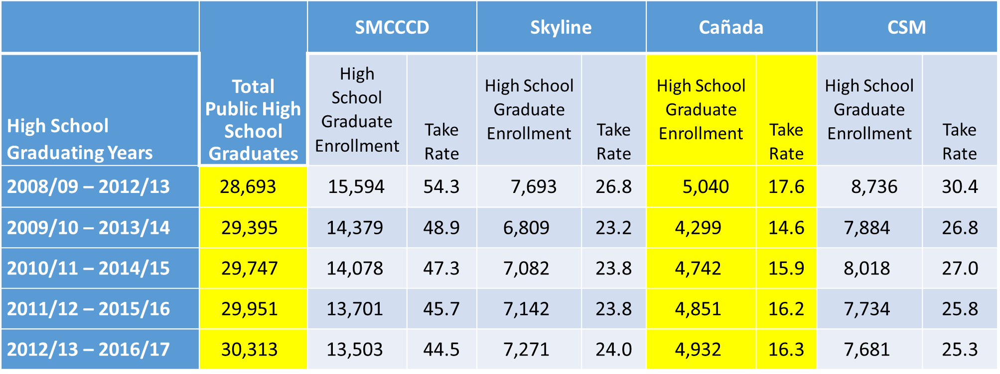 SMCCCD Skyline Cañada CSM
High School
Graduating Years
Total
Public High
School
Graduates
High
School
Graduate
Enrollment
Take
Rate
High School
Graduate
Enrollment
Take
Rate
High School
Graduate
Enrollment
Take
Rate
High School
Graduate
Enrollment
Take
Rate
2008/09 – 2012/13 28,693 15,594 54.3 7,693 26.8 5,040 17.6 8,736 30.4
2009/10 – 2013/14 29,395 14,379 48.9 6,809 23.2 4,299 14.6 7,884 26.8
2010/11 – 2014/15 29,747 14,078 47.3 7,082 23.8 4,742 15.9 8,018 27.0
2011/12 – 2015/16 29,951 13,701 45.7 7,142 23.8 4,851 16.2 7,734 25.8
2012/13 – 2016/17 30,313 13,503 44.5 7,271 24.0 4,932 16.3 7,681 25.3